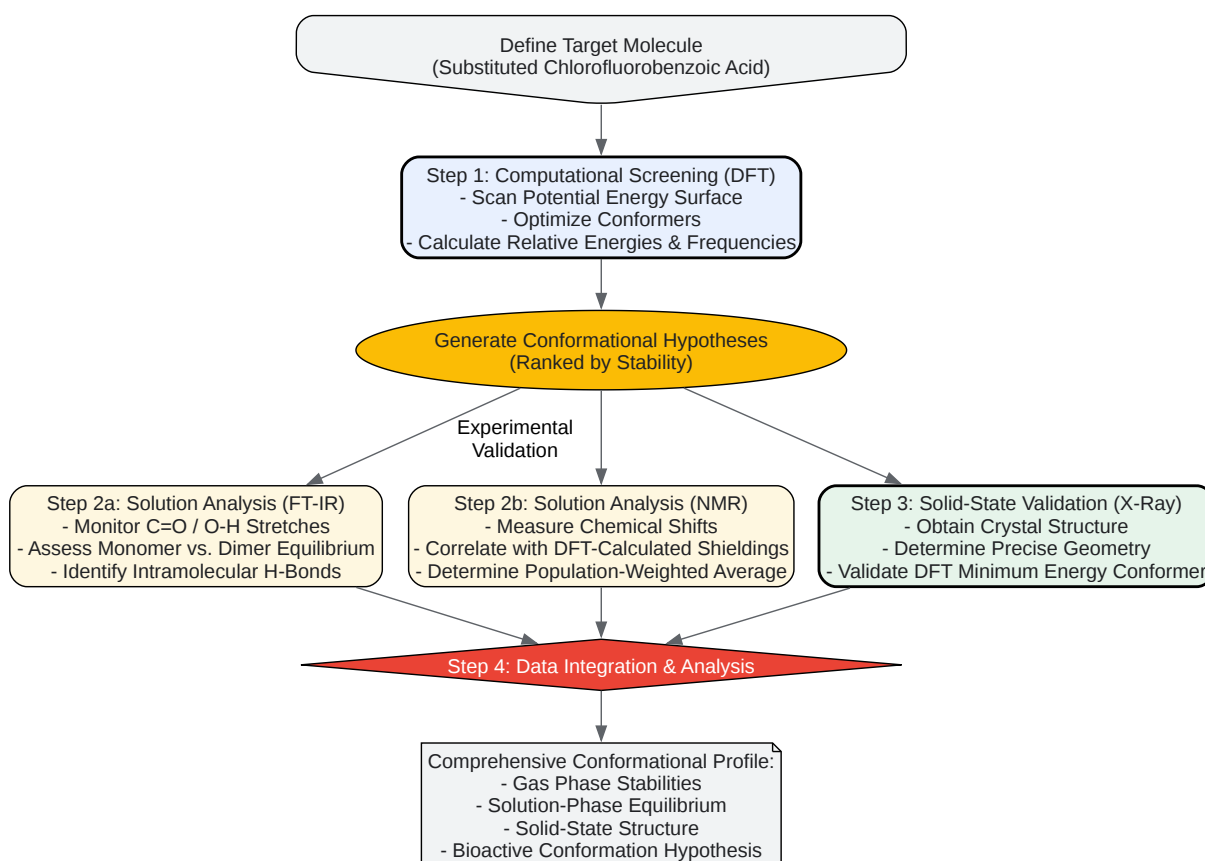 Define Target Molecule
(Substituted Chlorofluorobenzoic Acid)
Step 1: Computational Screening (DFT)
- Scan Potential Energy Surface
- Optimize Conformers
- Calculate Relative Energies & Frequencies
Generate Conformational Hypotheses
(Ranked by Stability)
Experimental
Validation
Step 2a: Solution Analysis (FT-IR)
- Monitor C=O / O-H Stretches
- Assess Monomer vs. Dimer Equilibrium
- Identify Intramolecular H-Bonds
Step 2b: Solution Analysis (NMR)
- Measure Chemical Shifts
- Correlate with DFT-Calculated Shieldings
- Determine Population-Weighted Average
Step 3: Solid-State Validation (X-Ray)
- Obtain Crystal Structure
- Determine Precise Geometry
- Validate DFT Minimum Energy Conformer
Step 4: Data Integration & Analysis
Comprehensive Conformational Profile:
- Gas Phase Stabilities
- Solution-Phase Equilibrium
- Solid-State Structure
- Bioactive Conformation Hypothesis